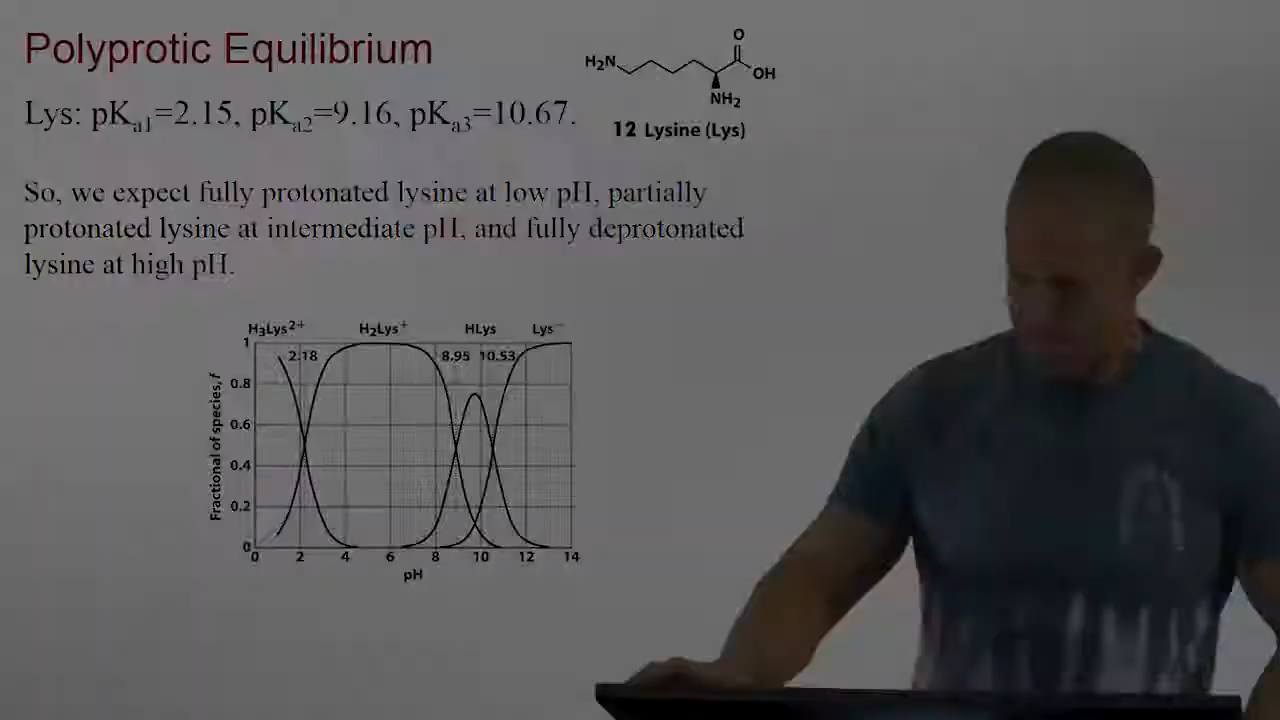 Polyprotic Equilibrium
Lys: pKa1=2.15, pKa2=9.16, pKa3=10.67.
H2N
O
OH
NH2
12 Lysine (Lys)
So, we expect fully protonated lysine at low pH, partially
protonated lysine at intermediate pH, and fully deprotonated
lysine at high pH.
H3Lys2+ H2Lys+ HLys Lys−
2.18 8.95 10.53
Fractional of species, f
1
0.8
0.6
0.4
0.2
0
0 2 4 6 8 10 12 14
pH